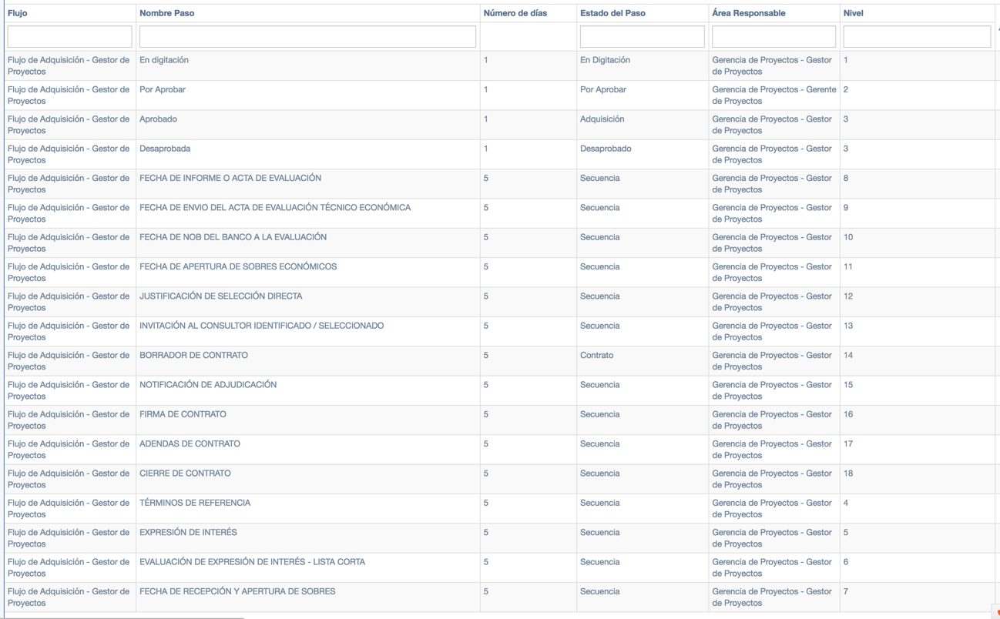 Flujo Nombre Paso Número de días Estado del Paso Área Responsable Nivel
Flujo de Adquisición - Gestor de En digitación 1 En Digitación Gerencia de Proyectos - Gestor 1
Proyectos de Proyectos
Flujo de Adquisición - Gestor de Por Aprobar 1 Por Aprobar Gerencia de Proyectos - Gerente 2
Proyectos de Proyectos
Flujo de Adquisición - Gestor de Aprobado 1 Adquisición Gerencia de Proyectos - Gestor 3
Proyectos de Proyectos
Flujo de Adquisición - Gestor de Desaprobada 1 Desaprobado Gerencia de Proyectos - Gestor 3
Proyectos de Proyectos
Flujo de Adquisición - Gestor de FECHA DE INFORME O ACTA DE EVALUACIÓN 5 Secuencia Gerencia de Proyectos - Gestor 8
Proyectos de Proyectos
Flujo de Adquisición - Gestor de FECHA DE ENVIO DEL ACTA DE EVALUACIÓN TÉCNICO ECONÓMICA 5 Secuencia Gerencia de Proyectos - Gestor 9
Proyectos de Proyectos
Flujo de Adquisición - Gestor de FECHA DE NOB DEL BANCO A LA EVALUACIÓN 5 Secuencia Gerencia de Proyectos - Gestor 10
Proyectos de Proyectos
Flujo de Adquisición - Gestor de FECHA DE APERTURA DE SOBRES ECONÓMICOS 5 Secuencia Gerencia de Proyectos - Gestor 11
Proyectos de Proyectos
Flujo de Adquisición - Gestor de JUSTIFICACIÓN DE SELECCIÓN DIRECTA 5 Secuencia Gerencia de Proyectos - Gestor 12
Proyectos de Proyectos
Flujo de Adquisición - Gestor de INVITACIÓN AL CONSULTOR IDENTIFICADO / SELECCIONADO 5 Secuencia Gerencia de Proyectos - Gestor 13
Proyectos de Proyectos
Flujo de Adquisición - Gestor de BORRADOR DE CONTRATO 5 Contrato Gerencia de Proyectos - Gestor 14
Proyectos de Proyectos
Flujo de Adquisición - Gestor de NOTIFICACIÓN DE ADJUDICACIÓN 5 Secuencia Gerencia de Proyectos - Gestor 15
Proyectos de Proyectos
Flujo de Adquisición - Gestor de FIRMA DE CONTRATO 5 Secuencia Gerencia de Proyectos - Gestor 16
Proyectos de Proyectos
Flujo de Adquisición - Gestor de ADENDAS DE CONTRATO 5 Secuencia Gerencia de Proyectos - Gestor 17
Proyectos de Proyectos
Flujo de Adquisición - Gestor de CIERRE DE CONTRATO 5 Secuencia Gerencia de Proyectos - Gestor 18
Proyectos de Proyectos
Flujo de Adquisición - Gestor de TÉRMINOS DE REFERENCIA 5 Secuencia Gerencia de Proyectos - Gestor 4
Proyectos de Proyectos
Flujo de Adquisición - Gestor de EXPRESIÓN DE INTERÉS 5 Secuencia Gerencia de Proyectos - Gestor 5
Proyectos de Proyectos
Flujo de Adquisición - Gestor de EVALUACIÓN DE EXPRESIÓN DE INTERÉS - LISTA CORTA 5 Secuencia Gerencia de Proyectos - Gestor 6
Proyectos de Proyectos
Flujo de Adquisición - Gestor de FECHA DE RECEPCIÓN Y APERTURA DE SOBRES 5 Secuencia Gerencia de Proyectos - Gestor 7
Proyectos de Proyectos